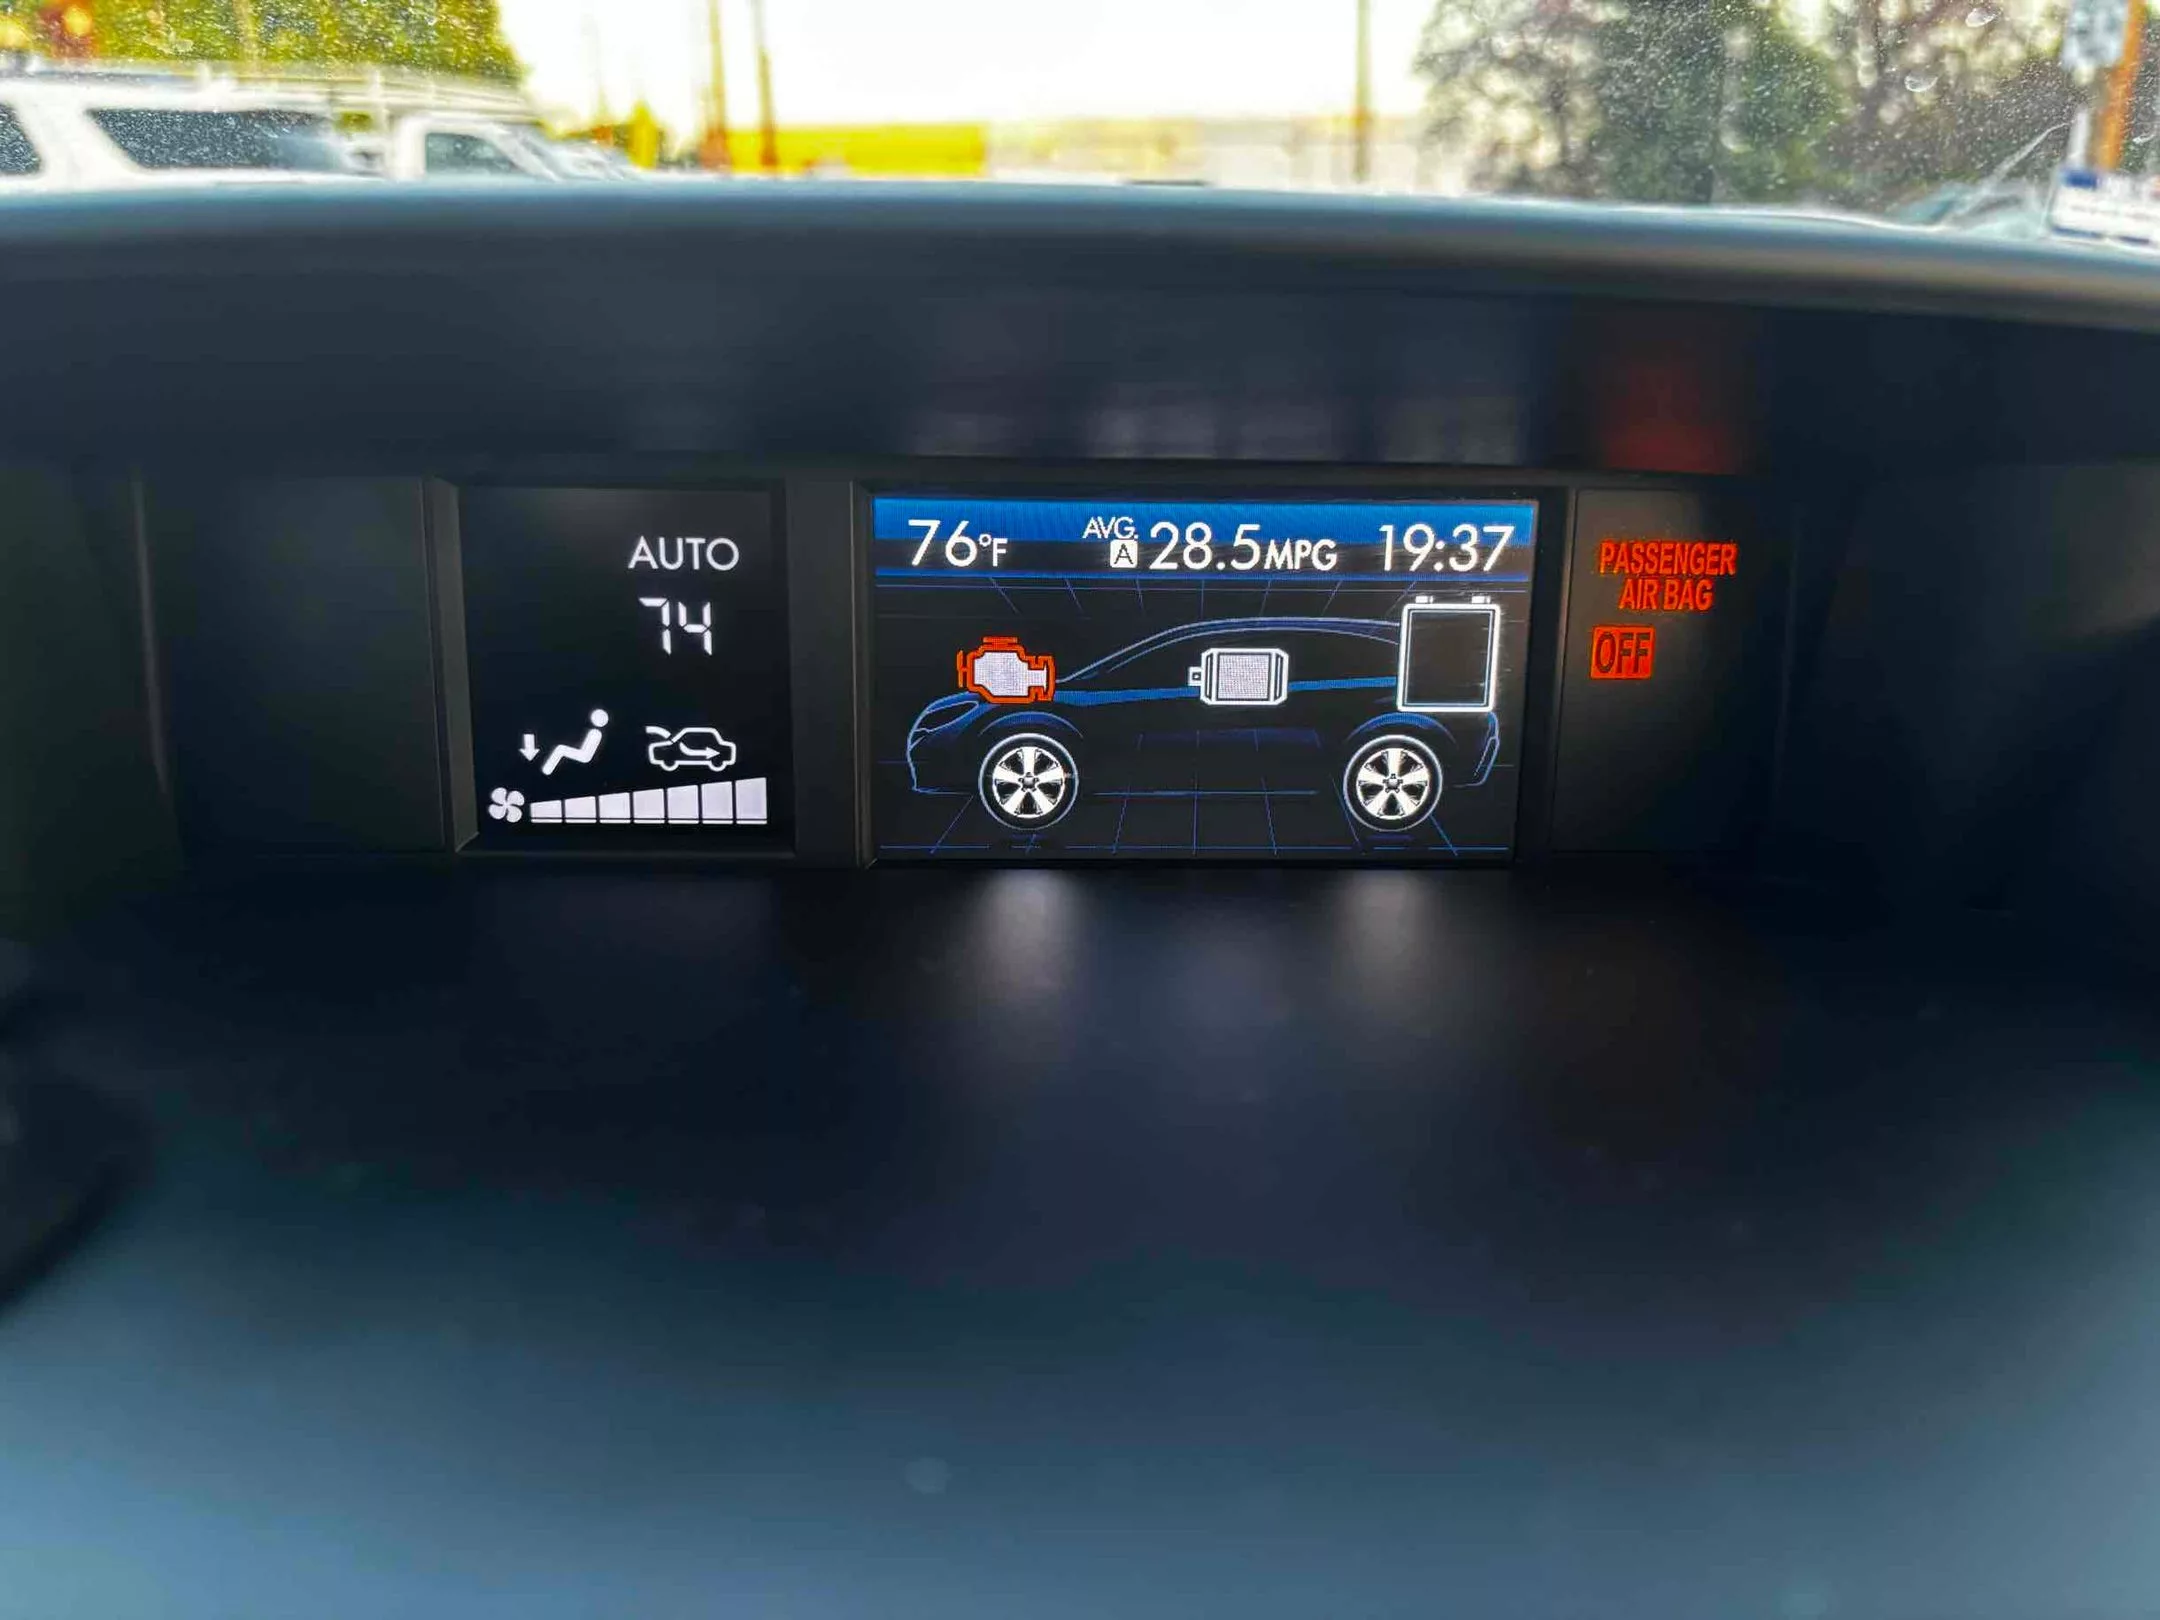 AUTO
74
76°F AVG. A 28.5MPG 19:37
PASSENGER
AIR BAG
OFF